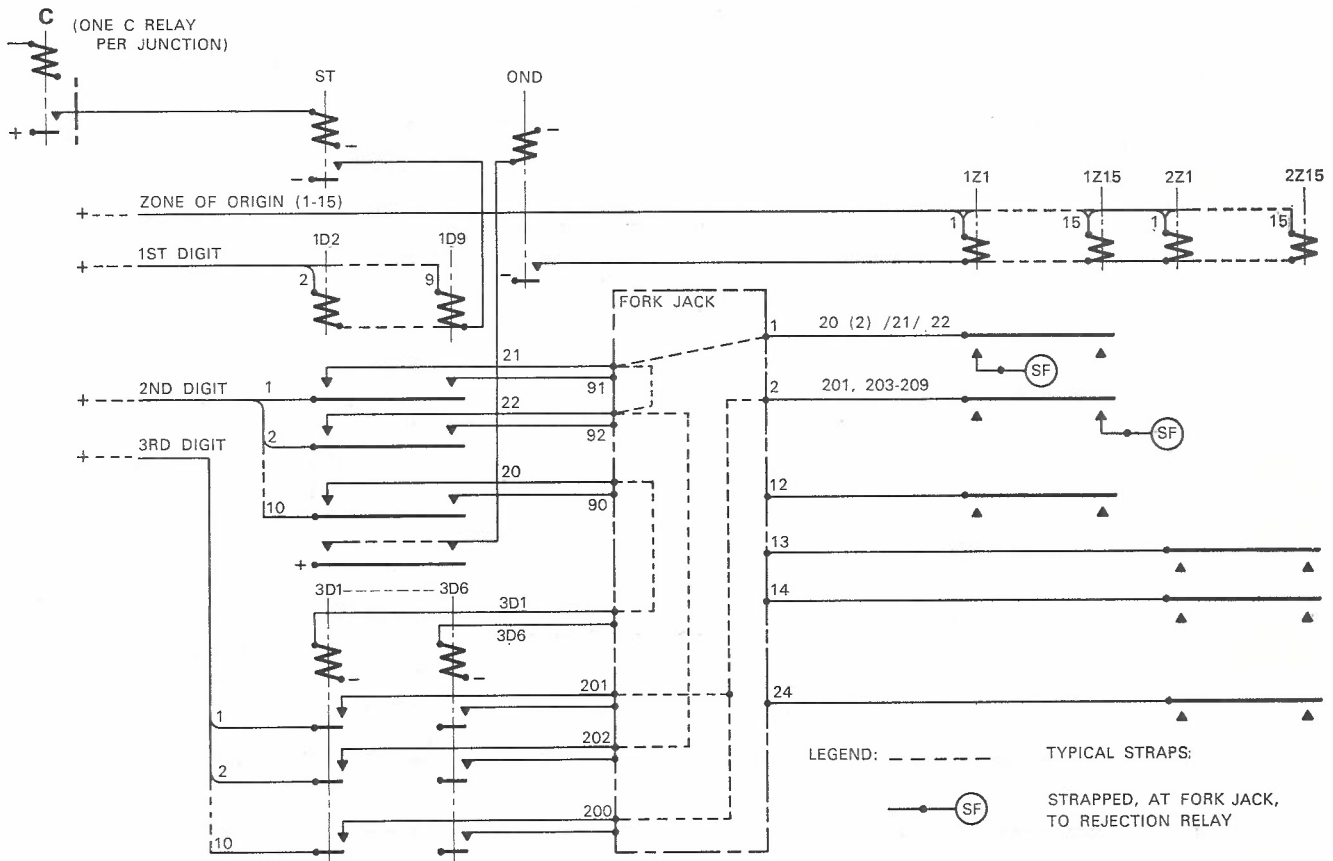 C (ONE C RELAY
PER JUNCTION)
ST OND
+
-
-
-
1Z1 1Z15 2Z1 2Z15
+ ZONE OF ORIGIN (1-15)
1 15 1 15
1D2 1D9
+ 1ST DIGIT
2 9
-
FORK JACK
1 20 (2) /21/ 22
21
SF
91
+ 2ND DIGIT 1
22
2 201, 203-209
2
92
SF
+ 3RD DIGIT
20
10
90
12
13
+
3D1 3D6
14
3D1
3D6
- -
201
24
1
202
LEGEND: TYPICAL STRAPS:
2
SF STRAPPED, AT FORK JACK,
TO REJECTION RELAY
200
10